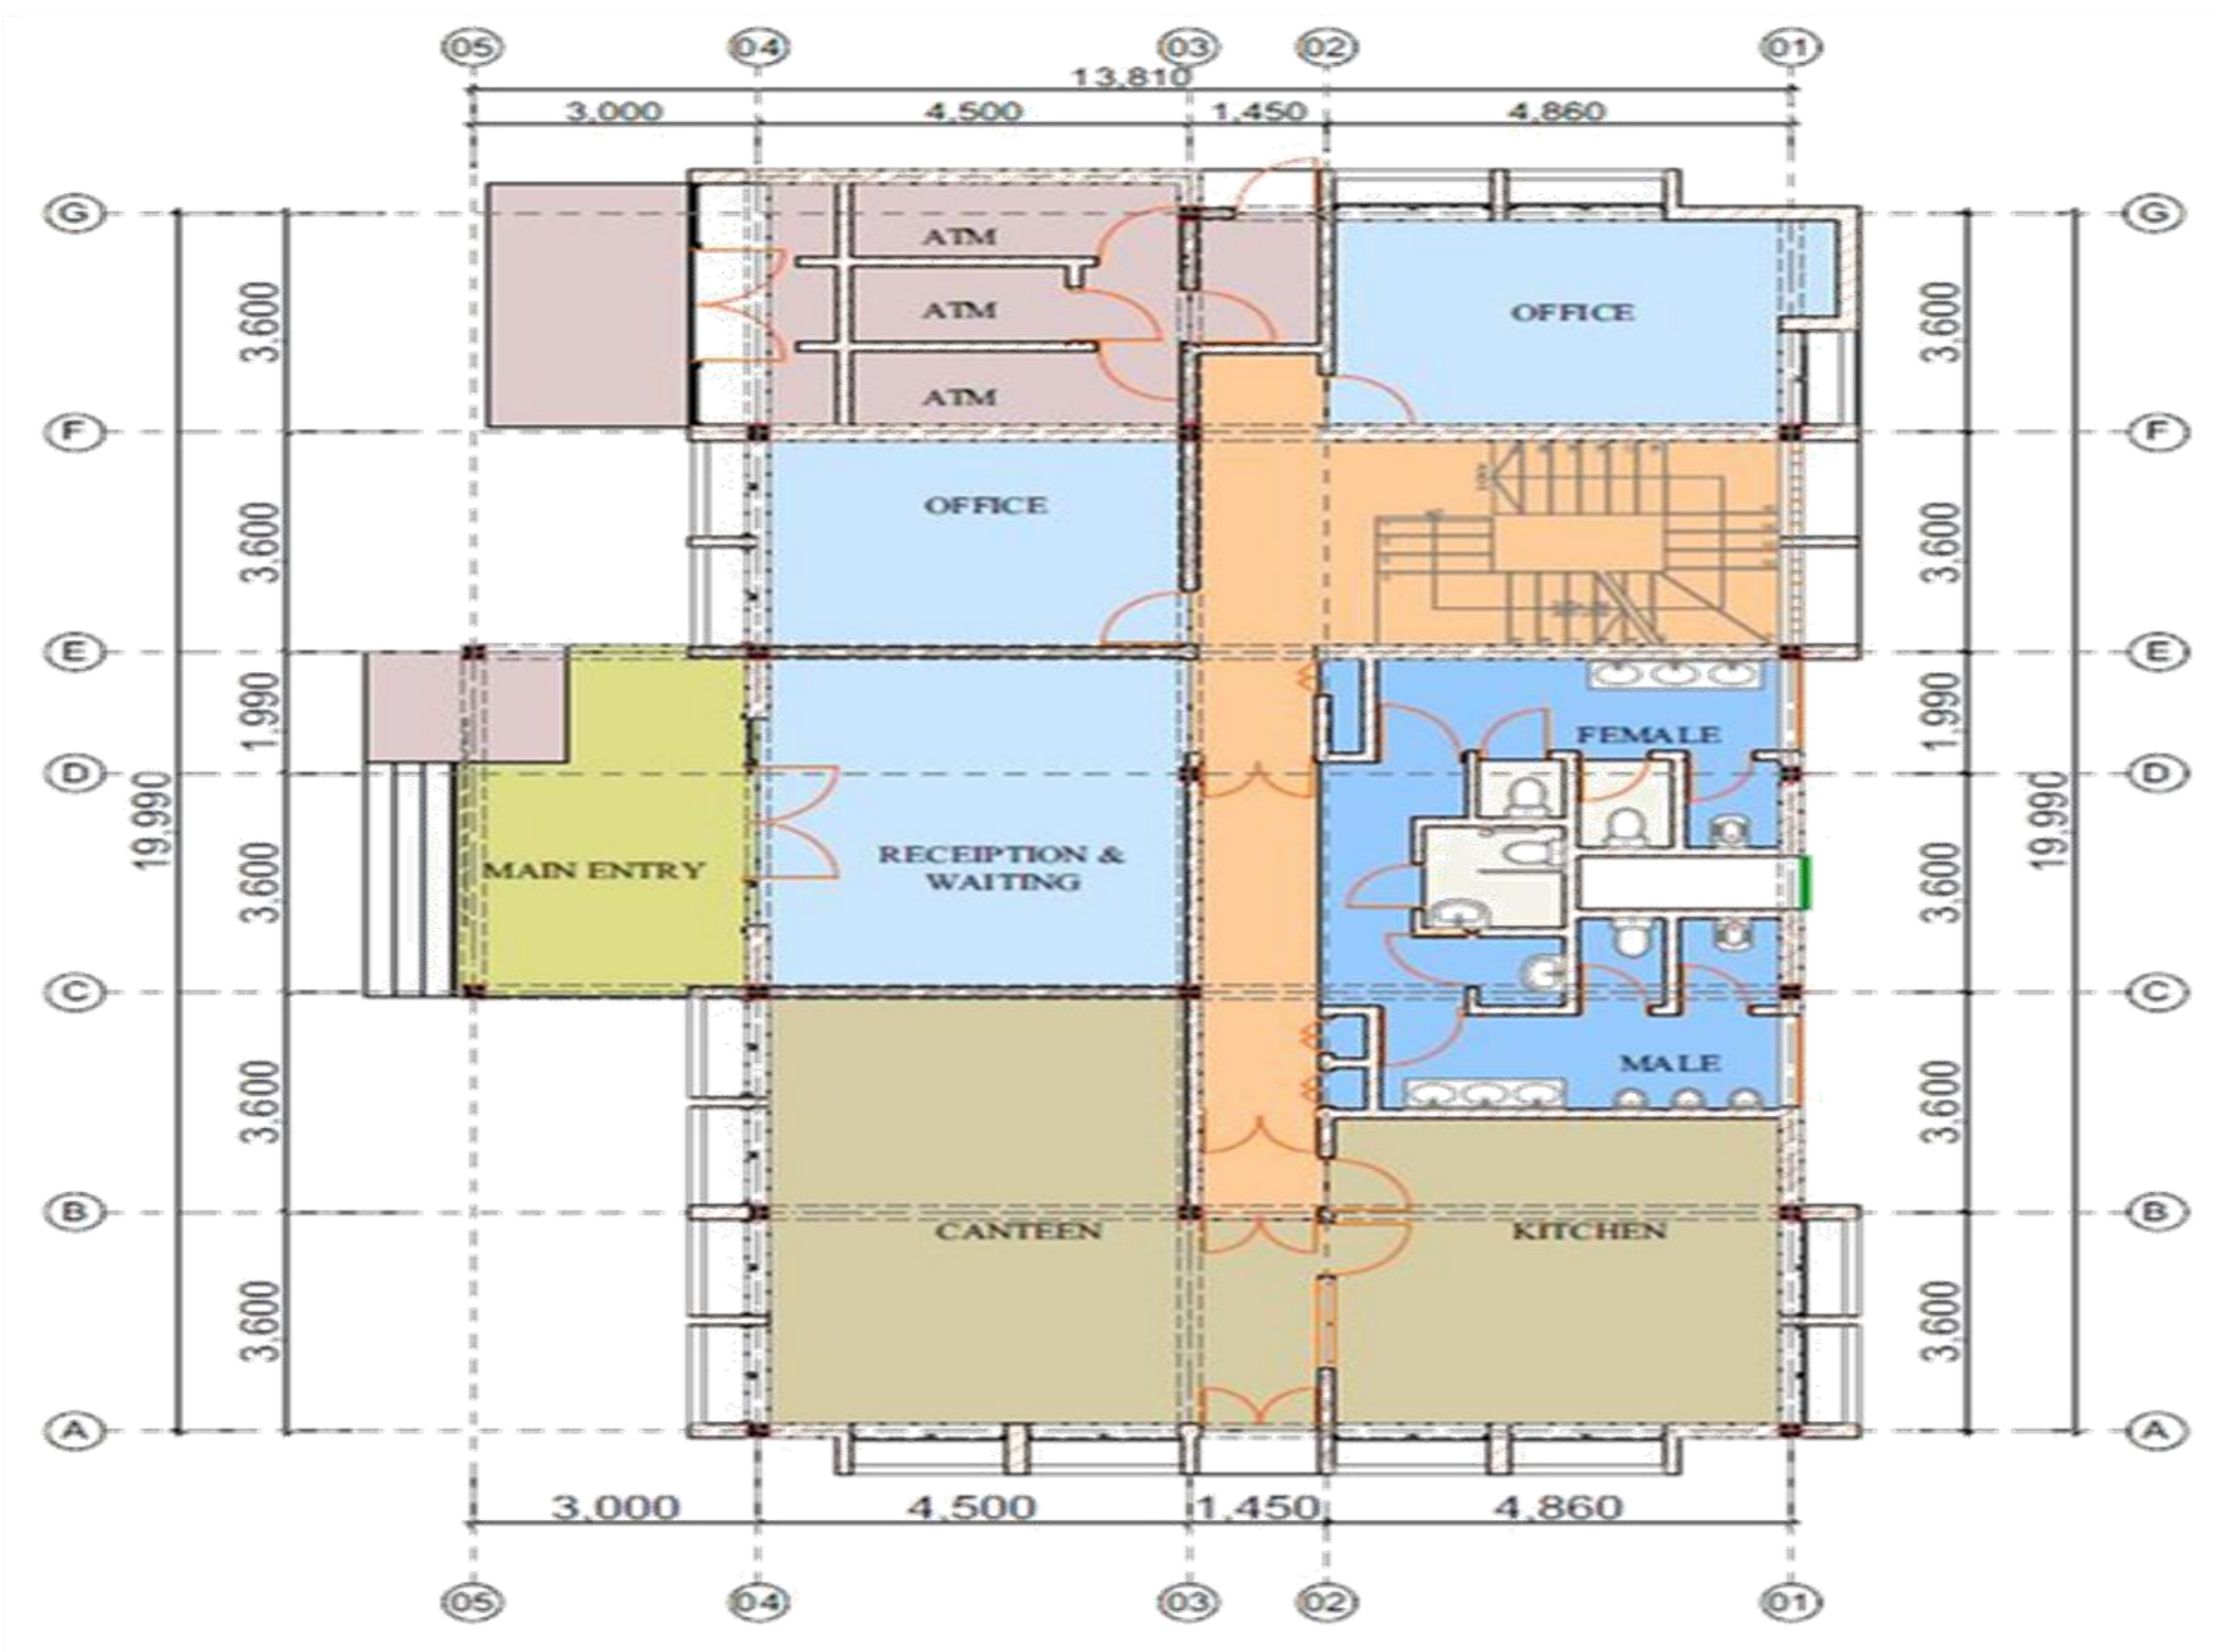 05 04 03 02 01
13,810
3,000 4,500 1,450 4,860
G G
ATM
3,600 ATM OFFICE 3,600
ATM
F F
OFFICE
3,600 3,600
E E
1,990 FEMALE 1,990
D D
19,990 19,990
3,600 MAIN ENTRY RECEIPTION & 3,600
WAITING
C C
MALE
3,600 3,600
B B
CANTEEN KITCHEN
3,600 3,600
A A
3,000 4,500 1,450 4,860
05 04 03 02 01